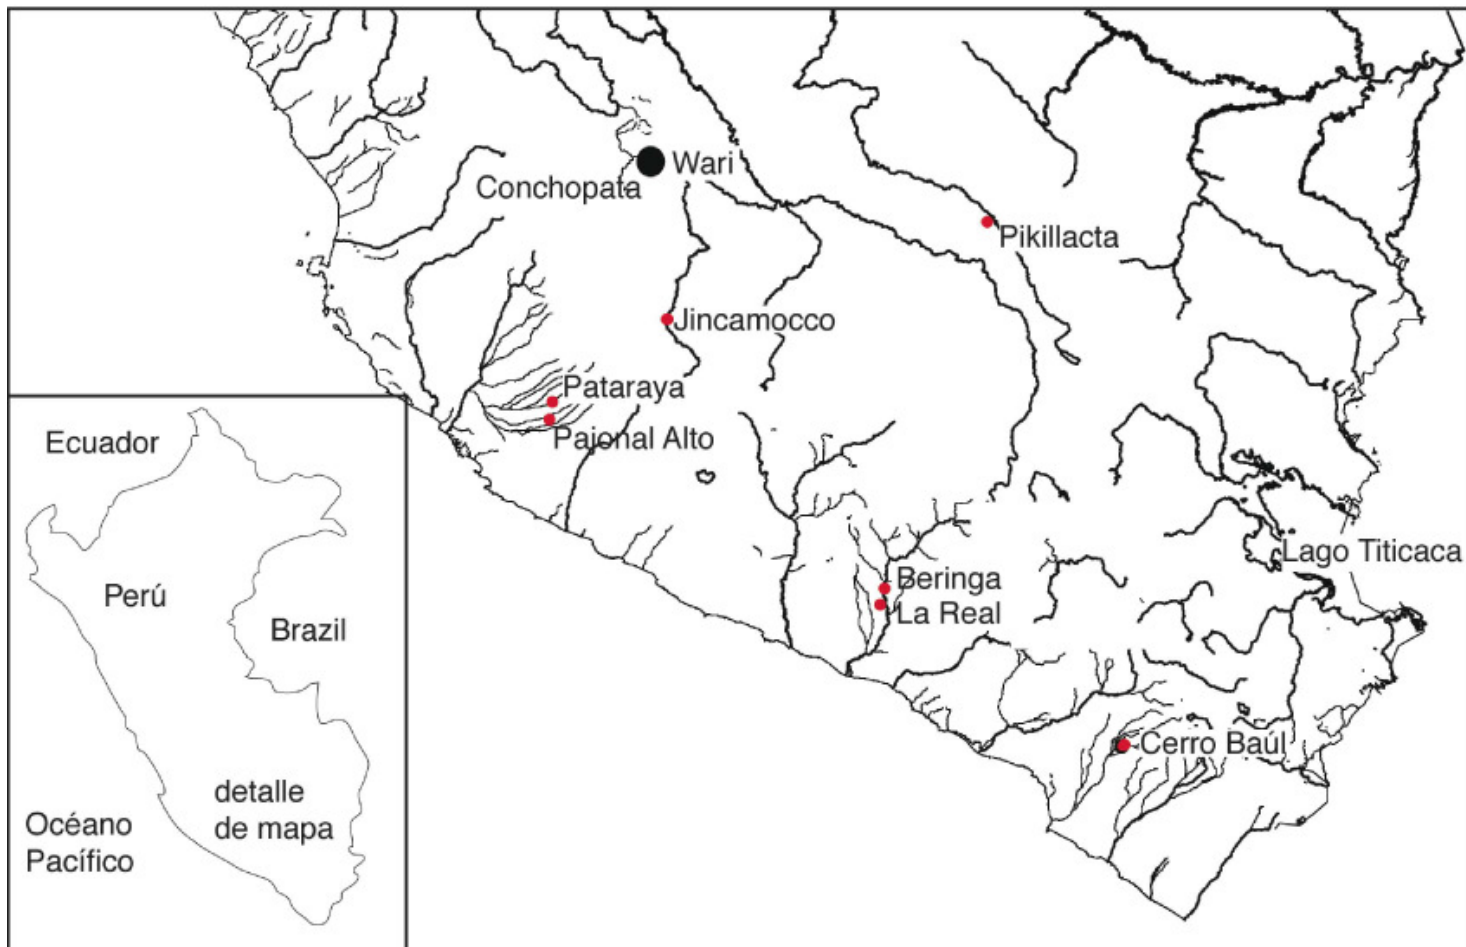 Wari
Conchopata
Pikillacta
Jincamocco
Pataraya
Pajonal Alto
Beringa
La Real
Lago Titicaca
Cerro Baúl
Ecuador
Perú
Brazil
detalle
de mapa
Océano
Pacífico